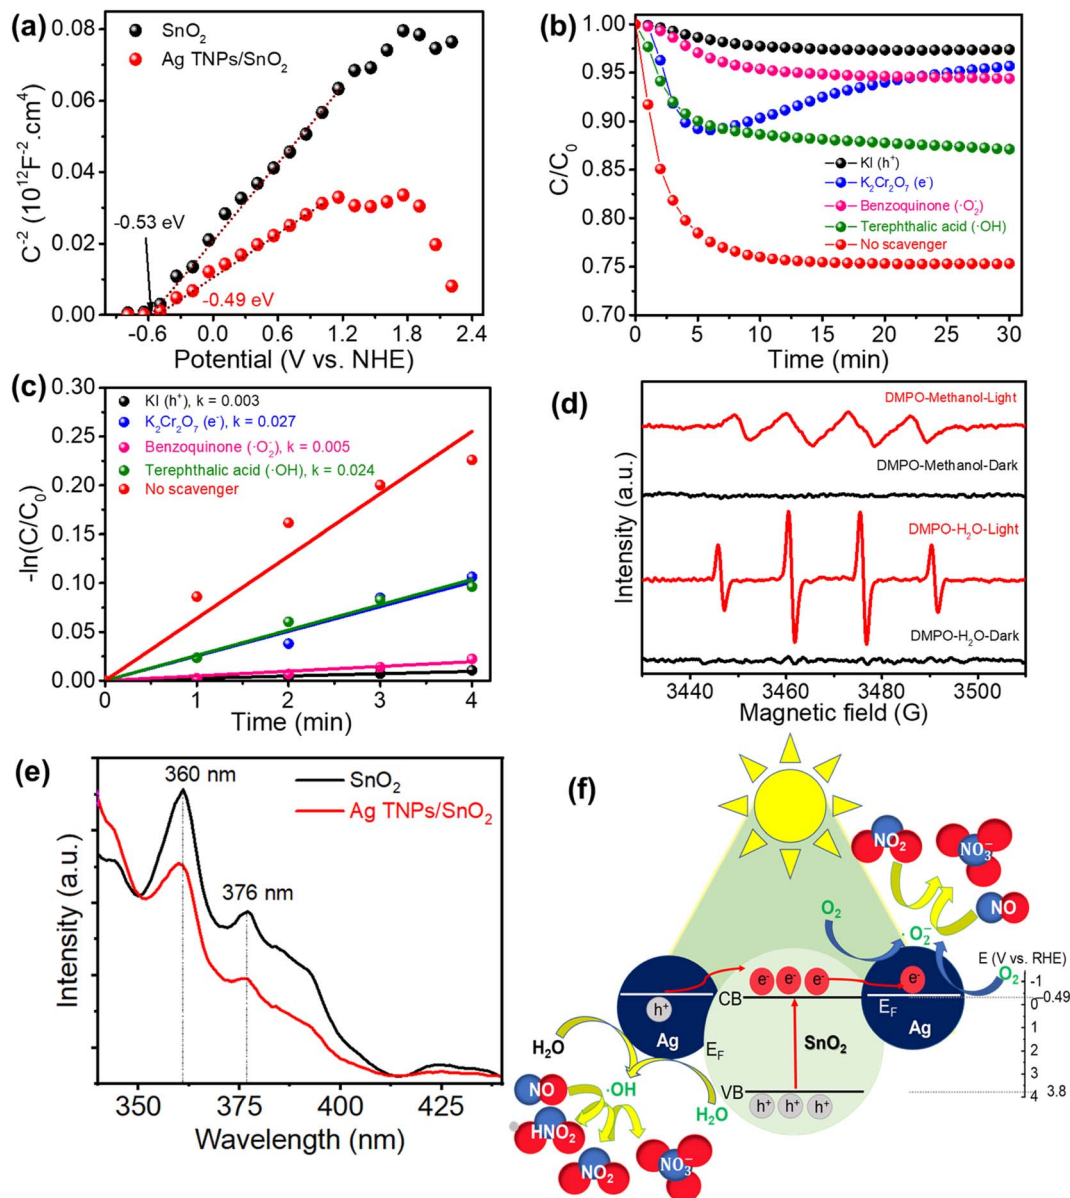 (a)
SnO₂
Ag TNPs/SnO₂
0.08
0.06
0.04
0.02
0.00
C⁻² (10¹²F⁻².cm⁴)
-0.53 eV
-0.49 eV
-0.6 0.0 0.6 1.2 1.8 2.4
Potential (V vs. NHE)
(b)
1.00
0.95
0.90
0.85
0.80
0.75
0.70
C/C₀
KI (h⁺)
K₂Cr₂O₇ (e⁻)
Benzoquinone (·O₂⁻)
Terephthalic acid (·OH)
No scavenger
0 5 10 15 20 25 30
Time (min)
(c)
0.30
0.25
0.20
0.15
0.10
0.05
0.00
-ln(C/C₀)
KI (h⁺), k = 0.003
K₂Cr₂O₇ (e⁻), k = 0.027
Benzoquinone (·O₂⁻), k = 0.005
Terephthalic acid (·OH), k = 0.024
No scavenger
0 1 2 3 4
Time (min)
(d)
DMPO-Methanol-Light
DMPO-Methanol-Dark
DMPO-H₂O-Light
DMPO-H₂O-Dark
Intensity (a.u.)
3440 3460 3480 3500
Magnetic field (G)
(e)
360 nm
376 nm
SnO₂
Ag TNPs/SnO₂
Intensity (a.u.)
350 375 400 425
Wavelength (nm)
(f)
NO₂
NO₃⁻
NO
O₂
·O₂⁻
E (V vs. RHE)
O₂
-1
-0.49
0
1
2
3
3.8
4
e⁻ e⁻ e⁻
e⁻
h⁺
CB
E_F
Ag
Ag
E_F
SnO₂
H₂O
VB
h⁺ h⁺ h⁺
NO
·OH
H₂O
HNO₂
NO₂
NO₃⁻